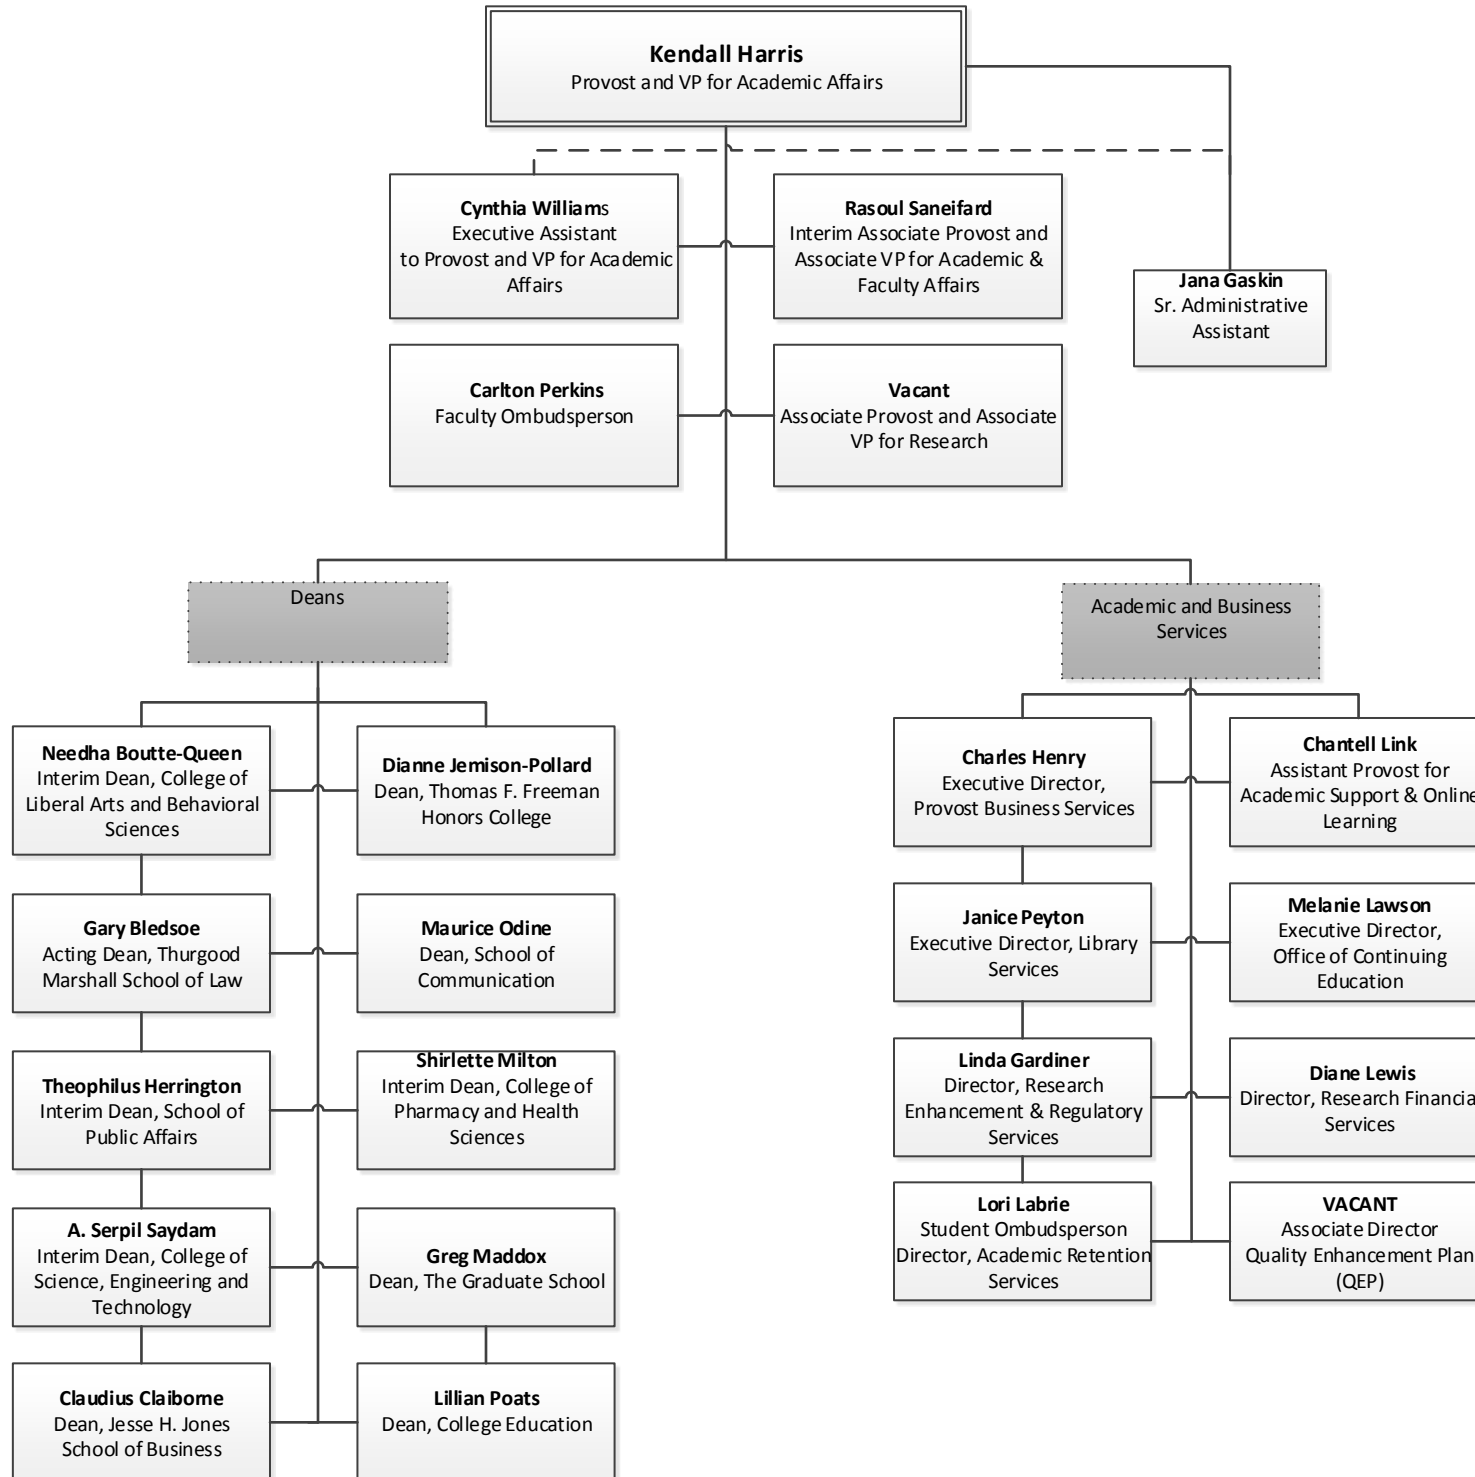 Kendall Harris
Provost and VP for Academic Affairs
Cynthia Williams
Executive Assistant
to Provost and VP for Academic
Affairs
Rasoul Saneifard
Interim Associate Provost and
Associate VP for Academic &
Faculty Affairs
Jana Gaskin
Sr. Administrative
Assistant
Carlton Perkins
Faculty Ombudsperson
Vacant
Associate Provost and Associate
VP for Research
Deans
Academic and Business
Services
Needha Boutte-Queen
Interim Dean, College of
Liberal Arts and Behavioral
Sciences
Dianne Jemison-Pollard
Dean, Thomas F. Freeman
Honors College
Gary Bledsoe
Acting Dean, Thurgood
Marshall School of Law
Maurice Odine
Dean, School of
Communication
Theophilus Herrington
Interim Dean, School of
Public Affairs
Shirlette Milton
Interim Dean, College of
Pharmacy and Health
Sciences
A. Serpil Saydam
Interim Dean, College of
Science, Engineering and
Technology
Greg Maddox
Dean, The Graduate School
Claudius Claiborne
Dean, Jesse H. Jones
School of Business
Lillian Poats
Dean, College Education
Charles Henry
Executive Director,
Provost Business Services
Chantell Link
Assistant Provost for
Academic Support & Online
Learning
Janice Peyton
Executive Director, Library
Services
Melanie Lawson
Executive Director,
Office of Continuing
Education
Linda Gardiner
Director, Research
Enhancement & Regulatory
Services
Diane Lewis
Director, Research Financia
Services
Lori Labrie
Student Ombudsperson
Director, Academic Retention
Services
VACANT
Associate Director
Quality Enhancement Plan
(QEP)